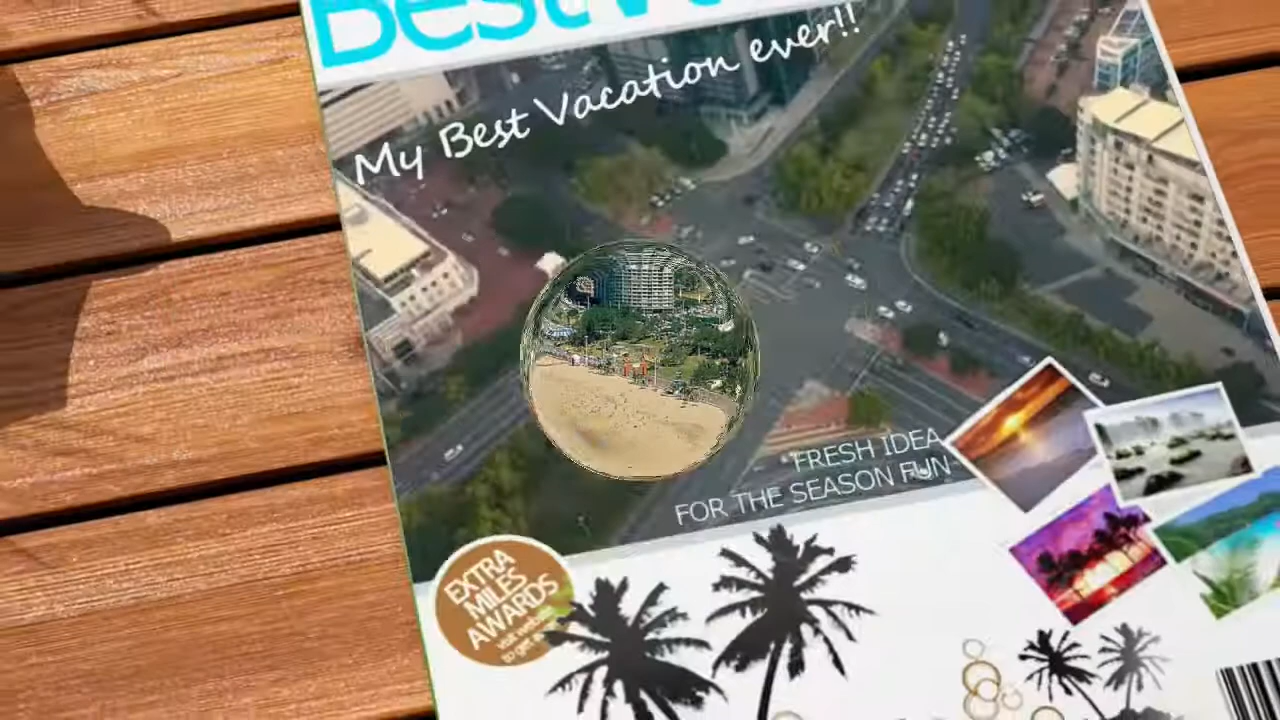 My Best Vacation ever!!
FRESH IDEA
FOR THE SEASON FUN
EXTRA
MILES
AWARDS